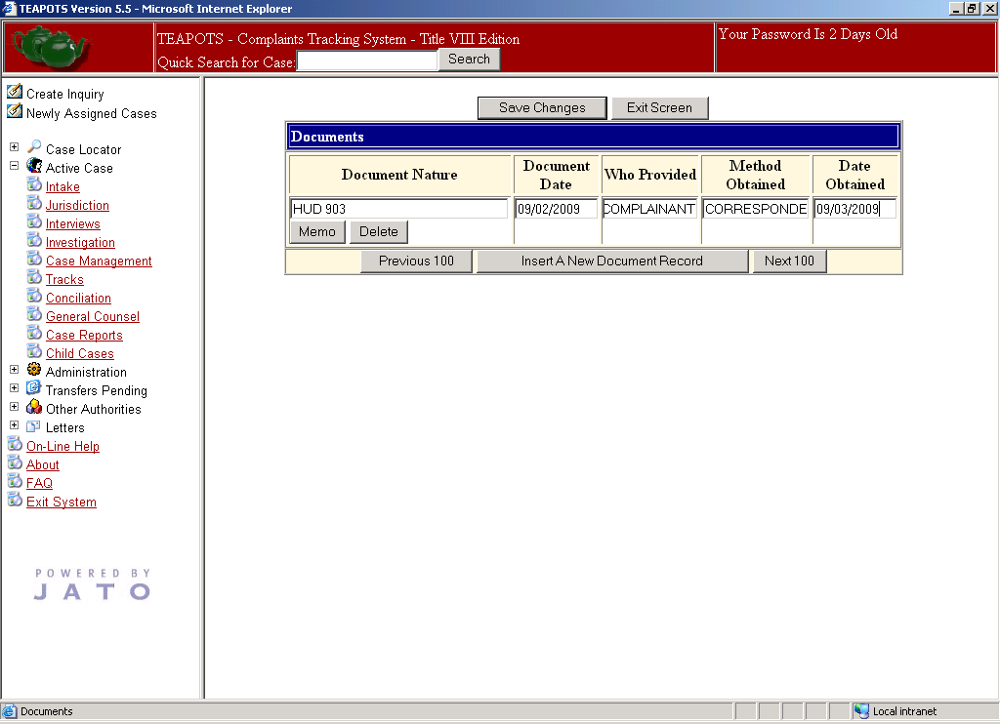 TEAPOTS Version 5.5 - Microsoft Internet Explorer
TEAPOTS - Complaints Tracking System - Title VIII Edition
Your Password Is 2 Days Old
Quick Search for Case:
Search
Create Inquiry
Newly Assigned Cases
Case Locator
Active Case
Intake
Jurisdiction
Interviews
Investigation
Case Management
Tracks
Conciliation
General Counsel
Case Reports
Child Cases
Administration
Transfers Pending
Other Authorities
Letters
On-Line Help
About
FAQ
Exit System
POWERED BY
JATO
Save Changes Exit Screen
Documents
Document Nature Document Date Who Provided Method Obtained Date Obtained
HUD 903 09/02/2009 COMPLAINANT CORRESPONDE 09/03/2009
Memo Delete
Previous 100 Insert A New Document Record Next 100
Documents
Local intranet